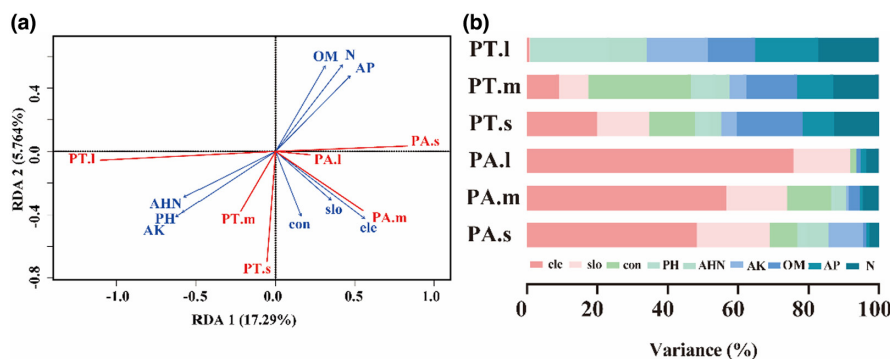 (a)
OM
N
AP
PA.s
PT.l
PA.l
AHN
PH
AK
PT.m
con
slo
PA.m
ele
PT.s
0.4
0.0
-0.4
-0.8
RDA 2 (5.764%)
-1.0 -0.5 0.0 0.5 1.0
RDA 1 (17.29%)
(b)
PT.l
PT.m
PT.s
PA.l
PA.m
PA.s
ele slo con PH AHN AK OM AP N
0 20 40 60 80 100
Variance (%)